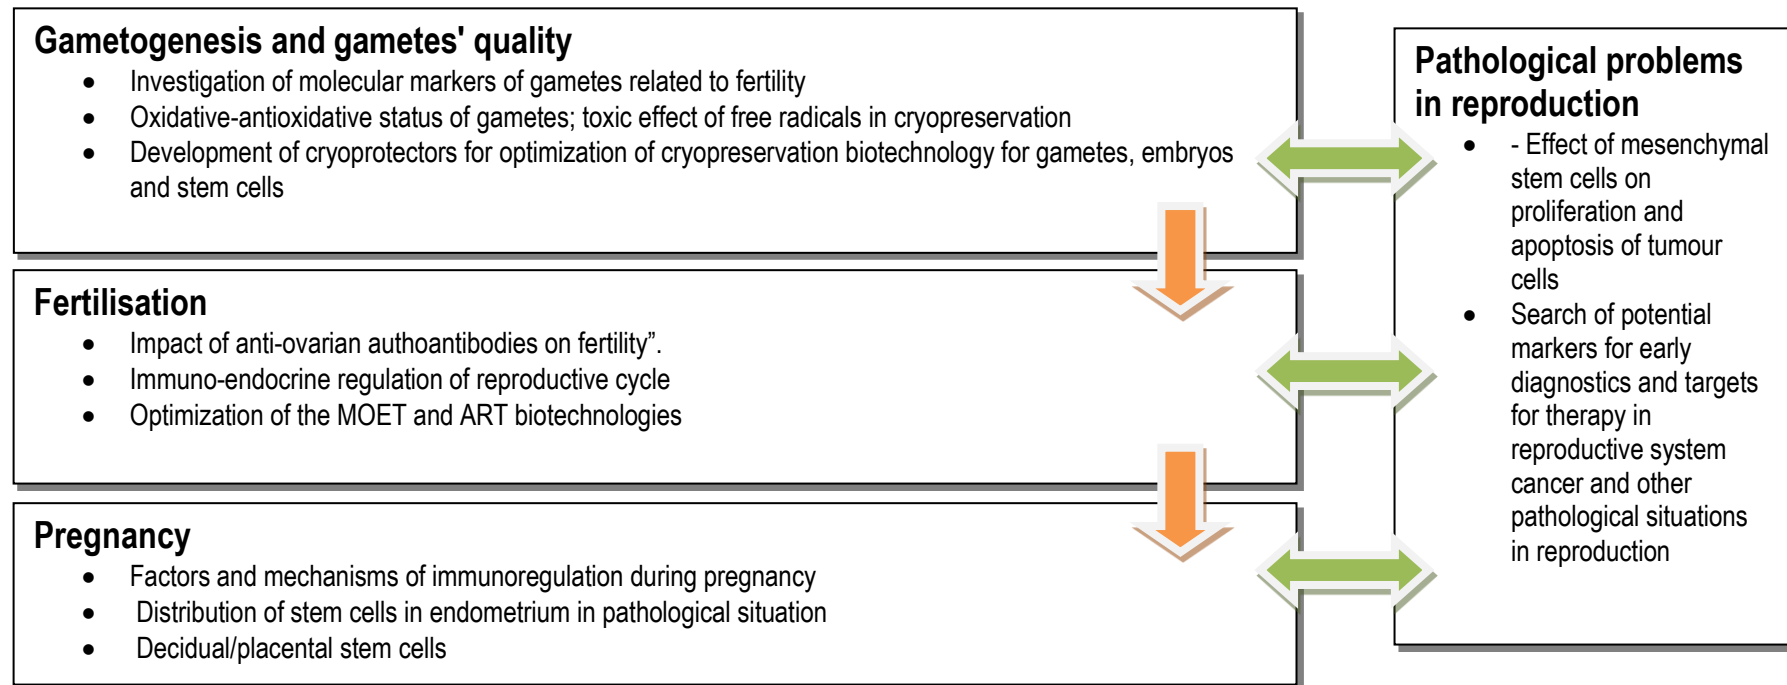 Gametogenesis and gametes' quality
• Investigation of molecular markers of gametes related to fertility
• Oxidative-antioxidative status of gametes; toxic effect of free radicals in cryopreservation
• Development of cryoprotectors for optimization of cryopreservation biotechnology for gametes, embryos
and stem cells
Fertilisation
• Impact of anti-ovarian authoantibodies on fertility”.
• Immuno-endocrine regulation of reproductive cycle
• Optimization of the MOET and ART biotechnologies
Pregnancy
• Factors and mechanisms of immunoregulation during pregnancy
• Distribution of stem cells in endometrium in pathological situation
• Decidual/placental stem cells
Pathological problems
in reproduction
• - Effect of mesenchymal
stem cells on
proliferation and
apoptosis of tumour
cells
• Search of potential
markers for early
diagnostics and targets
for therapy in
reproductive system
cancer and other
pathological situations
in reproduction